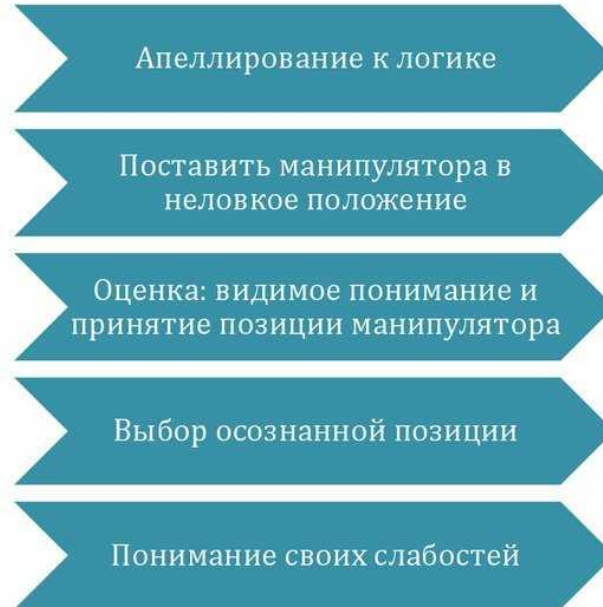 Апеллирование к логике
Поставить манипулятора в
неловкое положение
Оценка: видимое понимание и
принятие позиции манипулятора
Выбор осознанной позиции
Понимание своих слабостей